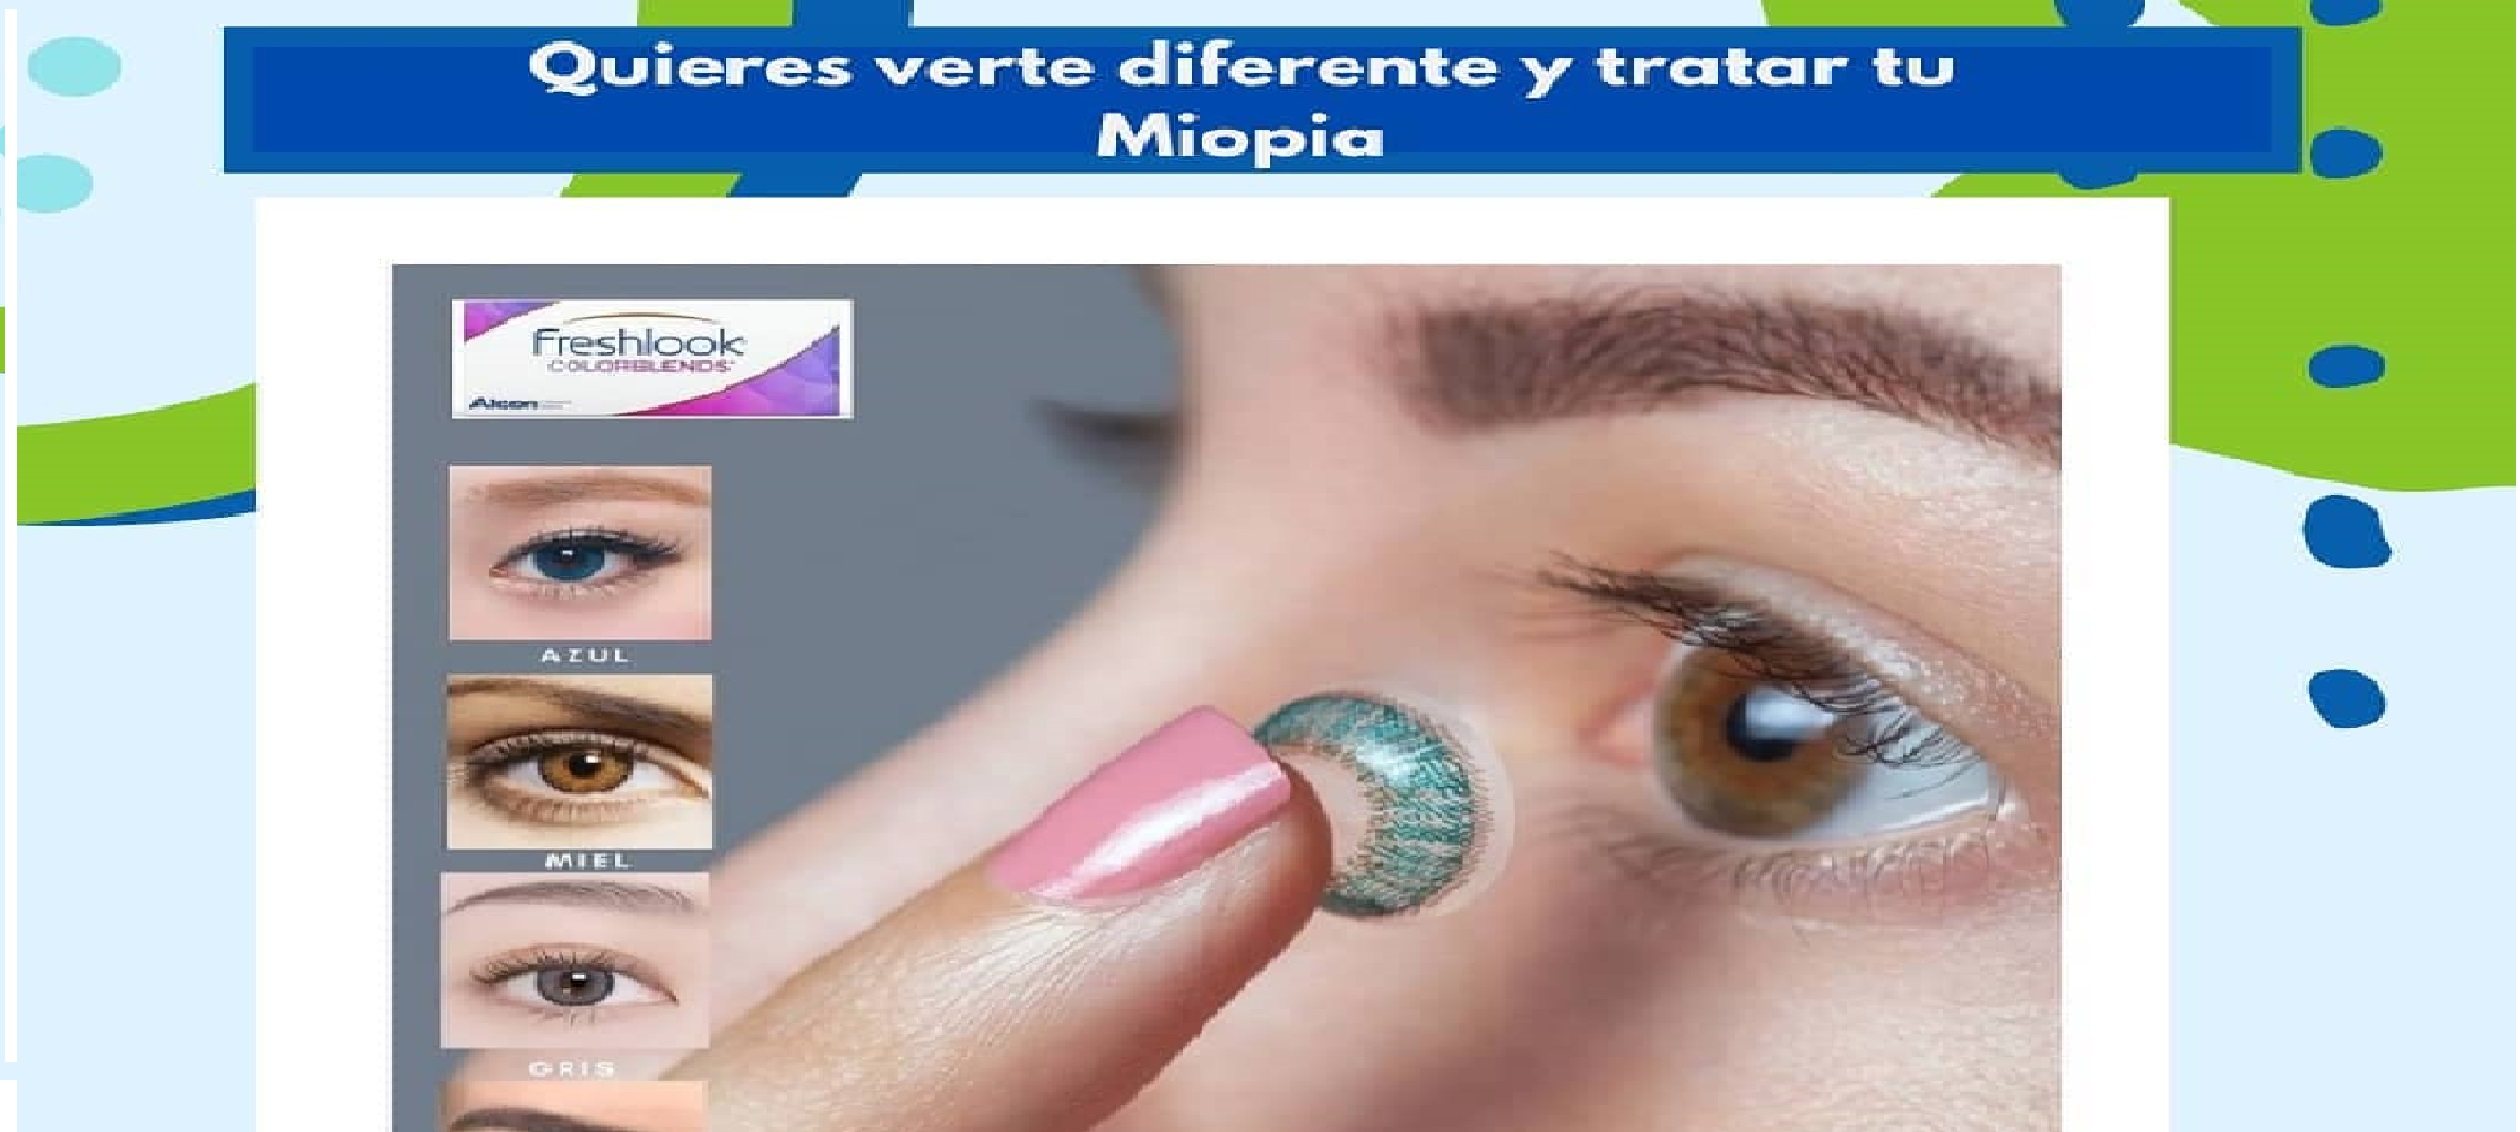 Quieres verte diferente y tratar tu
Miopia
freshlook
COLORBLENDS
Alcon
AZUL
MIEL
GRIS